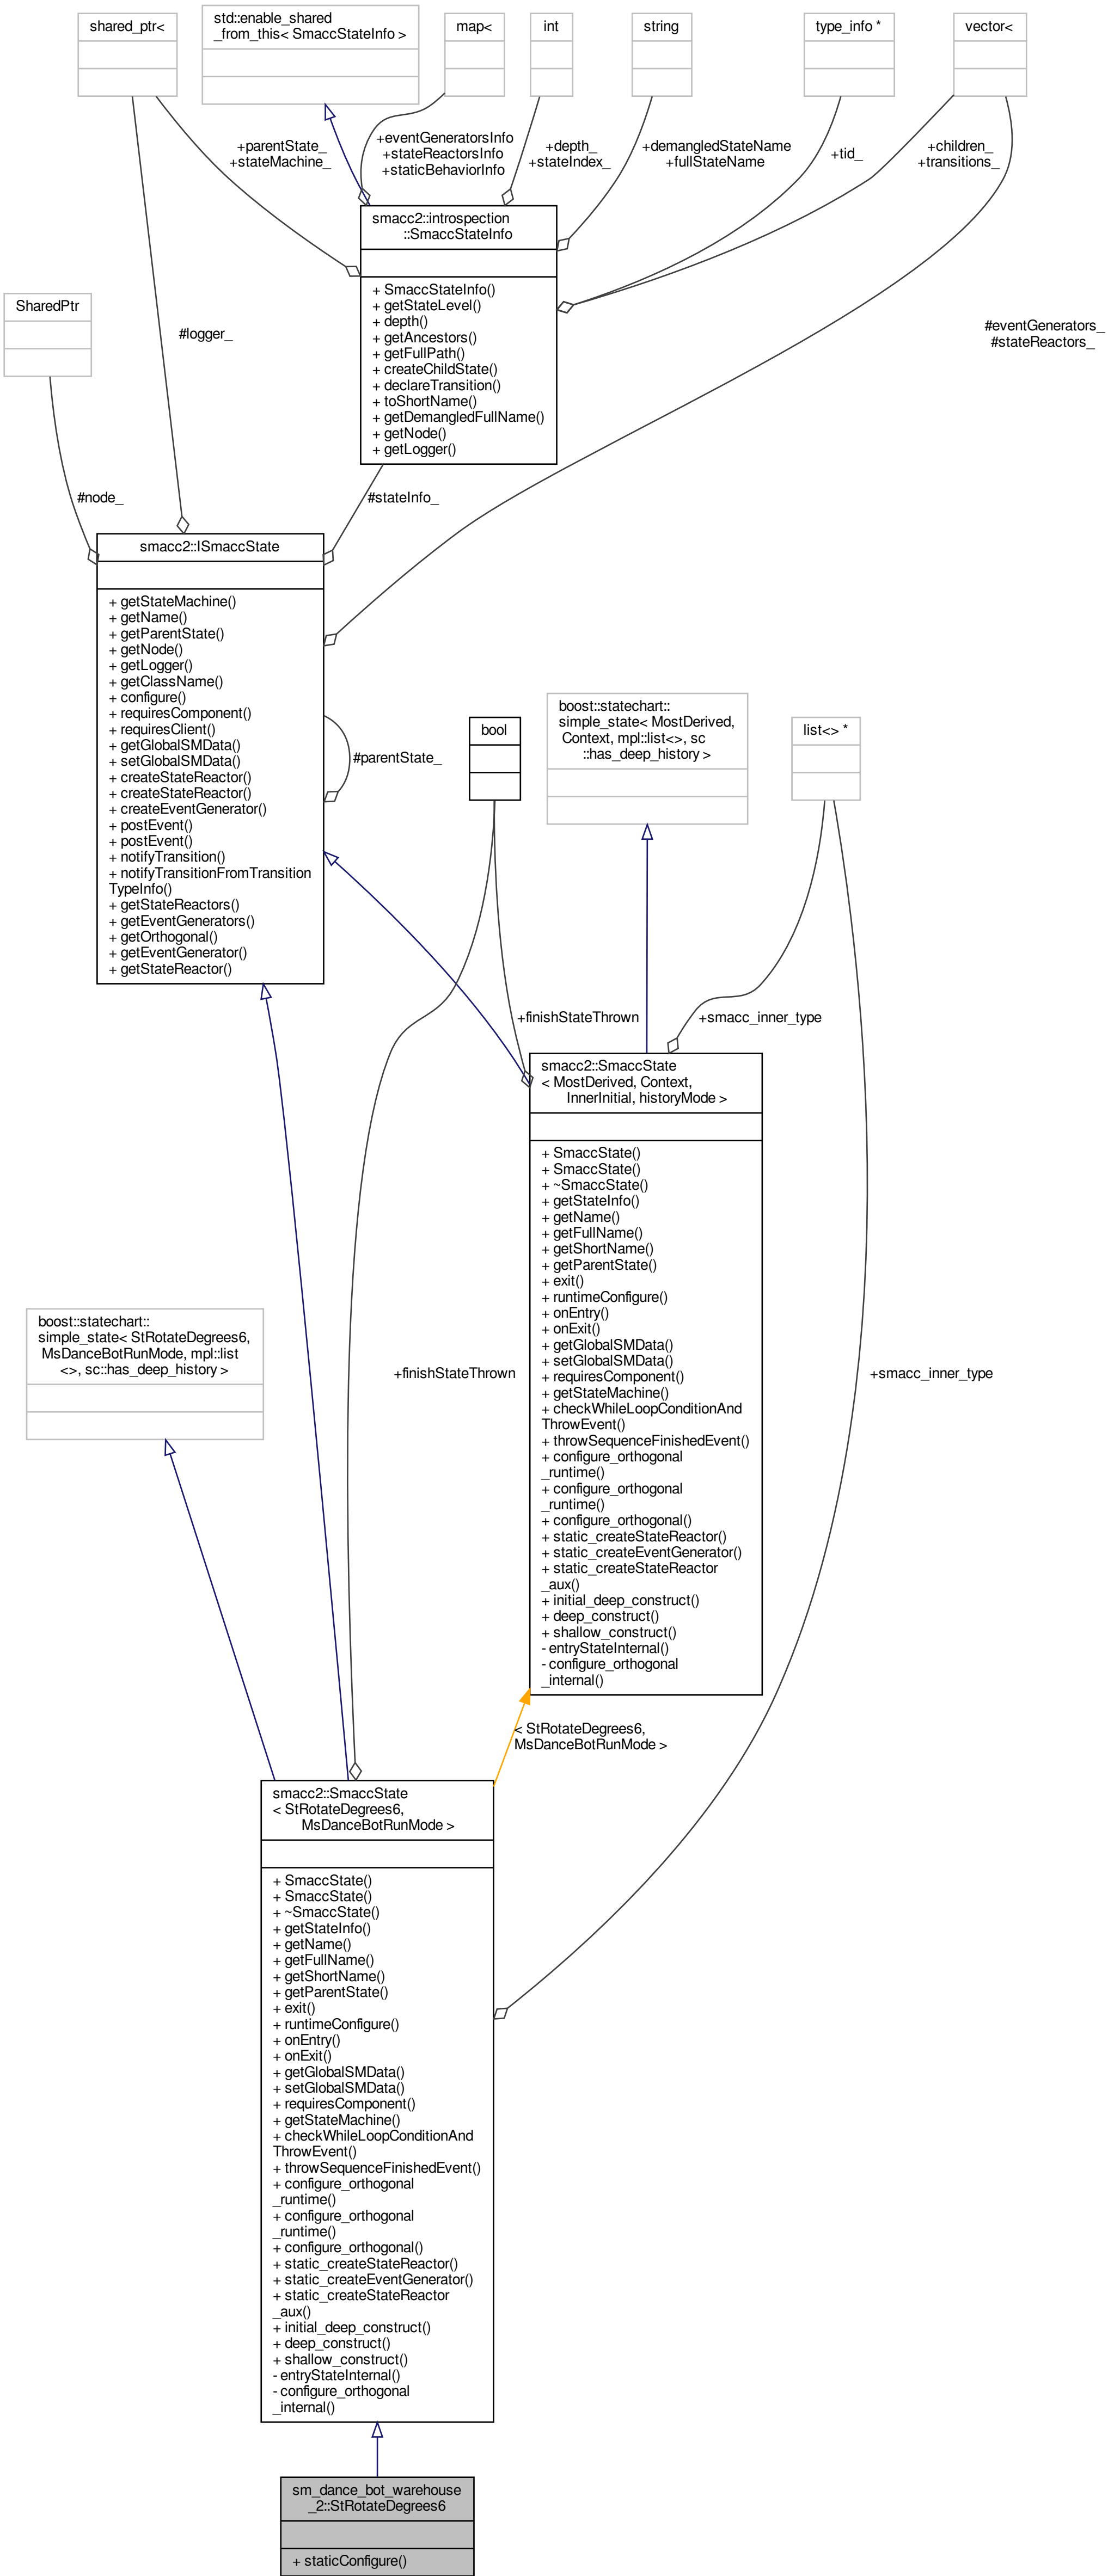 shared_ptr<
std::enable_shared
_from_this< SmaccStateInfo >
map<
int
string
type_info *
vector<
+parentState_
+stateMachine_
+eventGeneratorsInfo
+stateReactorsInfo
+staticBehaviorInfo
+depth_
+stateIndex_
+demangledStateName
+fullStateName
+tid_
+children_
+transitions_
smacc2::introspection
::SmaccStateInfo
+ SmaccStateInfo()
+ getStateLevel()
+ depth()
+ getAncestors()
+ getFullPath()
+ createChildState()
+ declareTransition()
+ toShortName()
+ getDemangledFullName()
+ getNode()
+ getLogger()
SharedPtr
#logger_
#eventGenerators_
#stateReactors_
#node_
#stateInfo_
smacc2::ISmaccState
+ getStateMachine()
+ getName()
+ getParentState()
+ getNode()
+ getLogger()
+ getClassName()
+ configure()
+ requiresComponent()
+ requiresClient()
+ getGlobalSMData()
+ setGlobalSMData()
+ createStateReactor()
+ createStateReactor()
+ createEventGenerator()
+ postEvent()
+ postEvent()
+ notifyTransition()
+ notifyTransitionFromTransition
TypeInfo()
+ getStateReactors()
+ getEventGenerators()
+ getOrthogonal()
+ getEventGenerator()
+ getStateReactor()
#parentState_
bool
boost::statechart::
simple_state< MostDerived,
Context, mpl::list<>, sc
::has_deep_history >
list<> *
+finishStateThrown
+smacc_inner_type
smacc2::SmaccState
< MostDerived, Context,
InnerInitial, historyMode >
+ SmaccState()
+ SmaccState()
+ ~SmaccState()
+ getStateInfo()
+ getName()
+ getFullName()
+ getShortName()
+ getParentState()
+ exit()
+ runtimeConfigure()
+ onEntry()
+ onExit()
+ getGlobalSMData()
+ setGlobalSMData()
+ requiresComponent()
+ getStateMachine()
+ checkWhileLoopConditionAnd
ThrowEvent()
+ throwSequenceFinishedEvent()
+ configure_orthogonal
_runtime()
+ configure_orthogonal
_runtime()
+ configure_orthogonal()
+ static_createStateReactor()
+ static_createEventGenerator()
+ static_createStateReactor
_aux()
+ initial_deep_construct()
+ deep_construct()
+ shallow_construct()
- entryStateInternal()
- configure_orthogonal
_internal()
boost::statechart::
simple_state< StRotateDegrees6,
MsDanceBotRunMode, mpl::list
<>, sc::has_deep_history >
+finishStateThrown
+smacc_inner_type
< StRotateDegrees6,
MsDanceBotRunMode >
smacc2::SmaccState
< StRotateDegrees6,
MsDanceBotRunMode >
+ SmaccState()
+ SmaccState()
+ ~SmaccState()
+ getStateInfo()
+ getName()
+ getFullName()
+ getShortName()
+ getParentState()
+ exit()
+ runtimeConfigure()
+ onEntry()
+ onExit()
+ getGlobalSMData()
+ setGlobalSMData()
+ requiresComponent()
+ getStateMachine()
+ checkWhileLoopConditionAnd
ThrowEvent()
+ throwSequenceFinishedEvent()
+ configure_orthogonal
_runtime()
+ configure_orthogonal
_runtime()
+ configure_orthogonal()
+ static_createStateReactor()
+ static_createEventGenerator()
+ static_createStateReactor
_aux()
+ initial_deep_construct()
+ deep_construct()
+ shallow_construct()
- entryStateInternal()
- configure_orthogonal
_internal()
sm_dance_bot_warehouse
_2::StRotateDegrees6
+ staticConfigure()